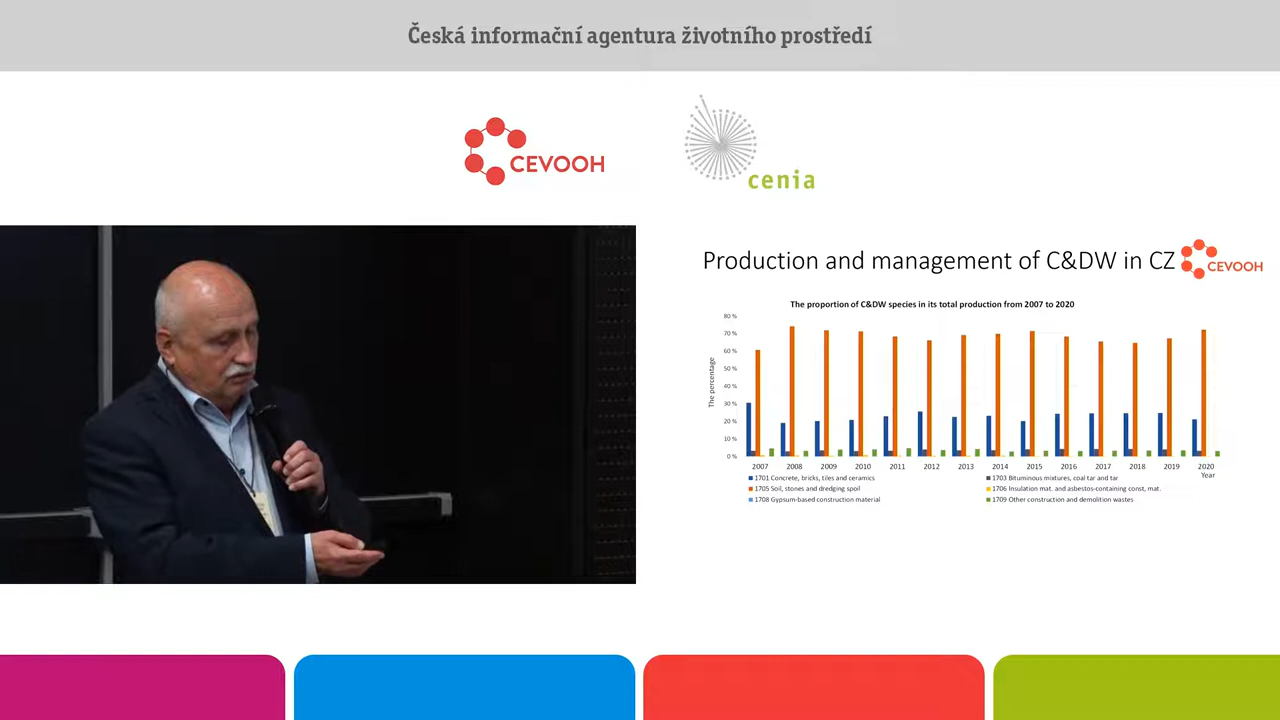 Česká informační agentura životního prostředí
CEVOOH
cenia
Production and management of C&DW in CZ
CEVOOH
The proportion of C&DW species in its total production from 2007 to 2020
The percentage
80 %
70 %
60 %
50 %
40 %
30 %
20 %
10 %
0 %
2007 2008 2009 2010 2011 2012 2013 2014 2015 2016 2017 2018 2019 2020
Year
1701 Concrete, bricks, tiles and ceramics
1703 Bituminous mixtures, coal tar and tar
1705 Soil, stones and dredging spoil
1706 Insulation mat. and asbestos-containing const, mat.
1708 Gypsum-based construction material
1709 Other construction and demolition wastes